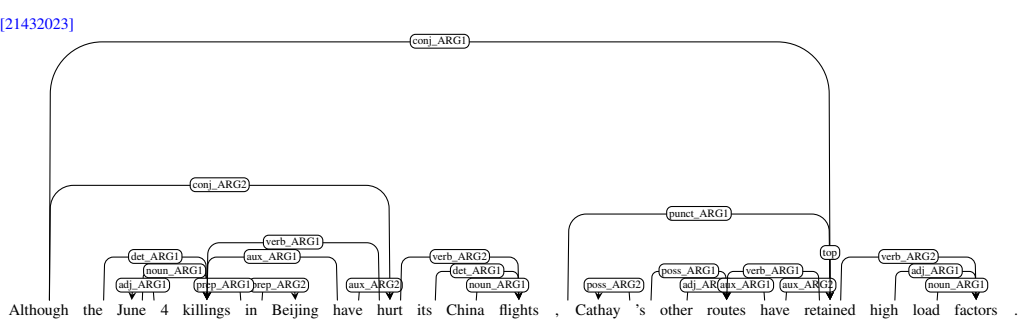 [21432023]
conj_ARG1
conj_ARG2
punct_ARG1
verb_ARG1
det_ARG1 aux_ARG1 verb_ARG2 top verb_ARG2
noun_ARG1 det_ARG1 poss_ARG1 verb_ARG1 adj_ARG1
adj_ARG1 prep_ARG1 prep_ARG2 aux_ARG2 noun_ARG1 poss_ARG2 adj_AR aux_ARG1 aux_ARG2 noun_ARG1
Although the June 4 killings in Beijing have hurt its China flights , Cathay 's other routes have retained high load factors .